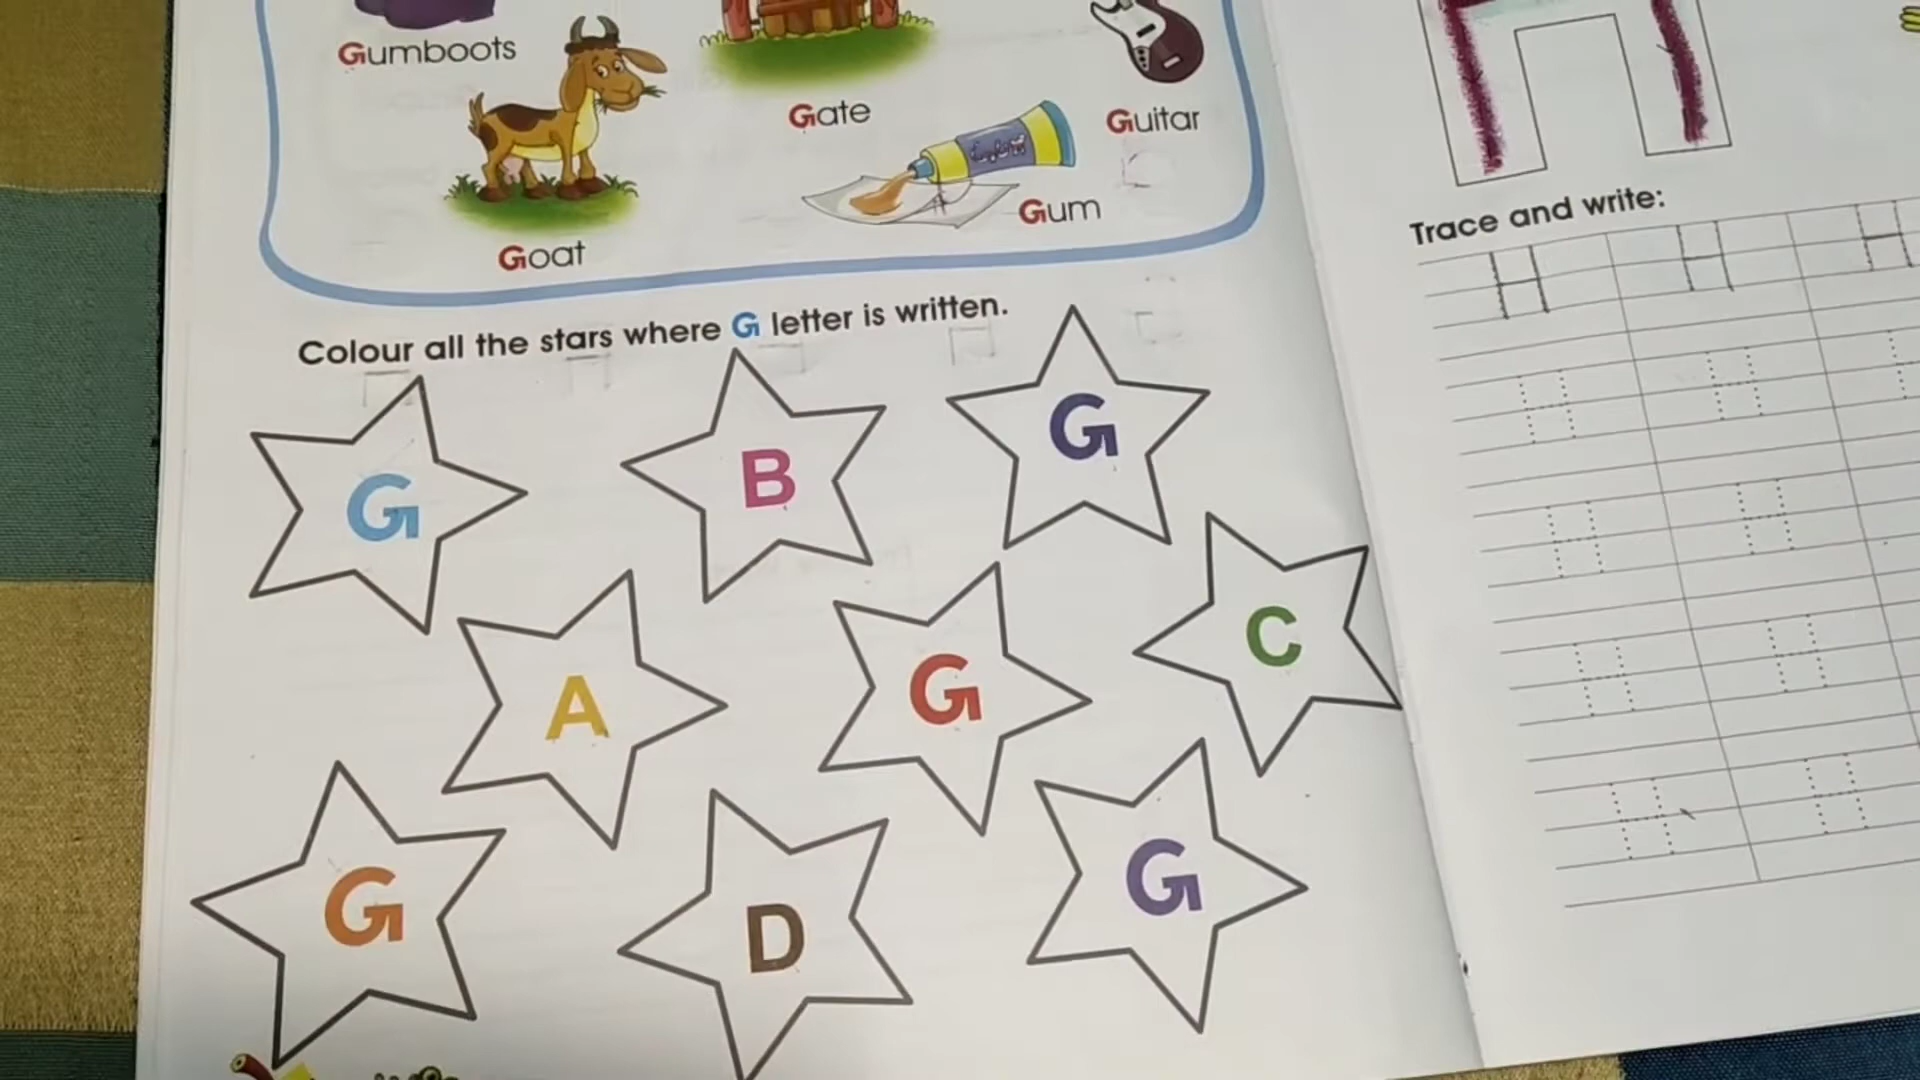 Gumboots
Gate
Guitar
Gum
Goat
Colour all the stars where G letter is written.
G
B
G
A
G
C
G
D
G
Trace and write:
H H H
H H
H H
H H
H H